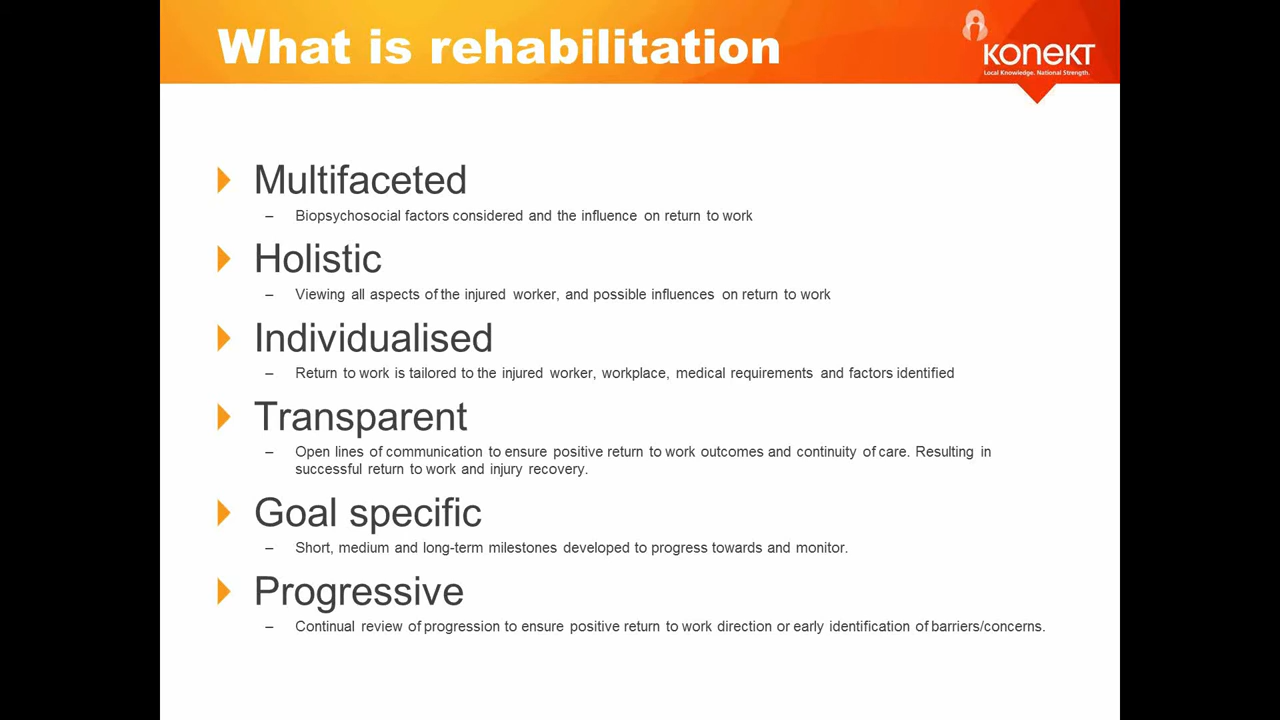 What is rehabilitation
KONEKT
Local Knowledge. National Strength.
Multifaceted
– Biopsychosocial factors considered and the influence on return to work
Holistic
– Viewing all aspects of the injured worker, and possible influences on return to work
Individualised
– Return to work is tailored to the injured worker, workplace, medical requirements and factors identified
Transparent
– Open lines of communication to ensure positive return to work outcomes and continuity of care. Resulting in
successful return to work and injury recovery.
Goal specific
– Short, medium and long-term milestones developed to progress towards and monitor.
Progressive
– Continual review of progression to ensure positive return to work direction or early identification of barriers/concerns.